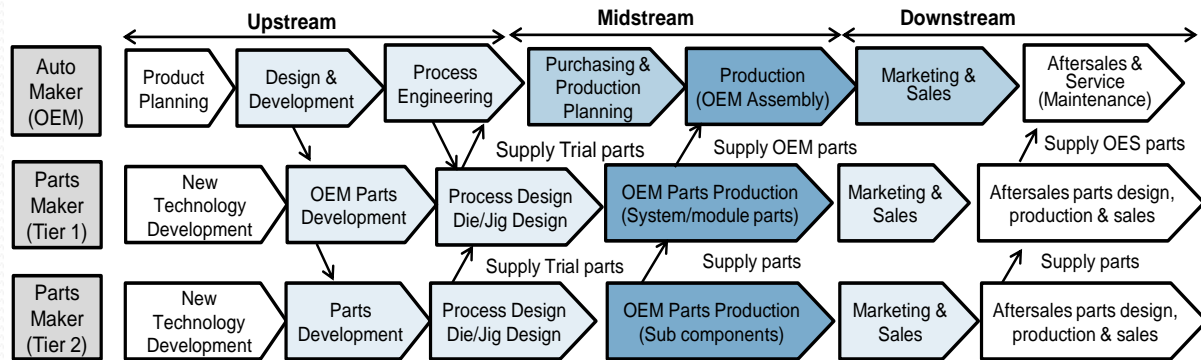 Upstream
Midstream
Downstream
Auto
Maker
(OEM)
Product
Planning
Design &
Development
Process
Engineering
Purchasing &
Production
Planning
Production
(OEM Assembly)
Marketing &
Sales
Aftersales &
Service
(Maintenance)
Supply Trial parts
Supply OEM parts
Supply OES parts
Parts
Maker
(Tier 1)
New
Technology
Development
OEM Parts
Development
Process Design
Die/Jig Design
OEM Parts Production
(System/module parts)
Marketing &
Sales
Aftersales parts design,
production & sales
Supply Trial parts
Supply parts
Supply parts
Parts
Maker
(Tier 2)
New
Technology
Development
Parts
Development
Process Design
Die/Jig Design
OEM Parts Production
(Sub components)
Marketing &
Sales
Aftersales parts design,
production & sales